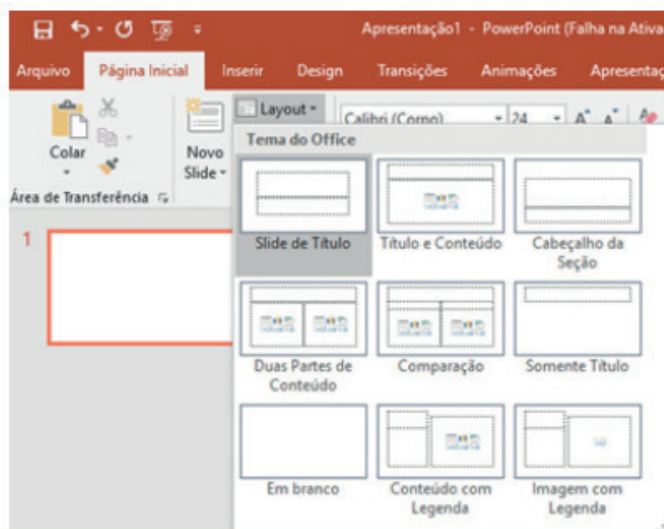 Apresentação1 - PowerPoint (Falha na Ativa
Arquivo Página Inicial Inserir Design Transições Animações Apresentaç
Colar
Novo
Slide
Layout
Calibri (Corpo) 24 A A
Área de Transferência
Tema do Office
Slide de Título Título e Conteúdo Cabeçalho da
Seção
Duas Partes de
Conteúdo
Comparação Somente Título
Em branco Conteúdo com
Legenda
Imagem com
Legenda
1